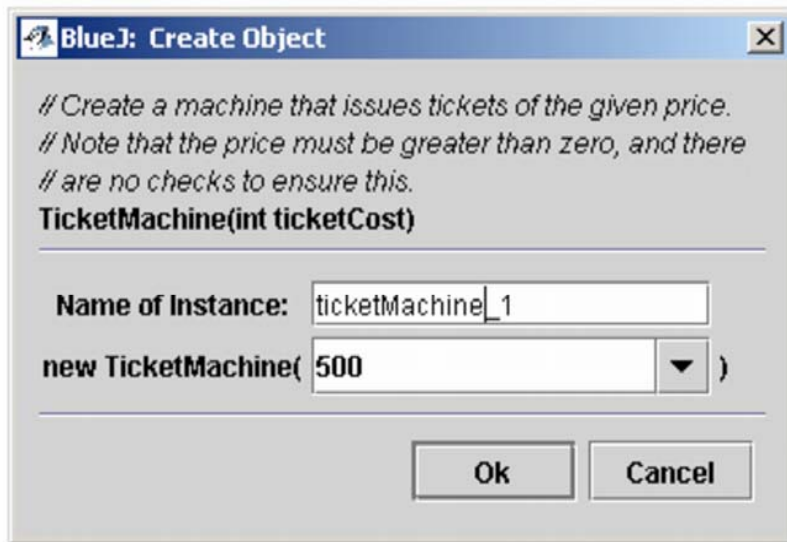 BlueJ: Create Object
// Create a machine that issues tickets of the given price.
// Note that the price must be greater than zero, and there
// are no checks to ensure this.
TicketMachine(int ticketCost)
Name of Instance: ticketMachine_1
new TicketMachine( 500 )
Ok Cancel